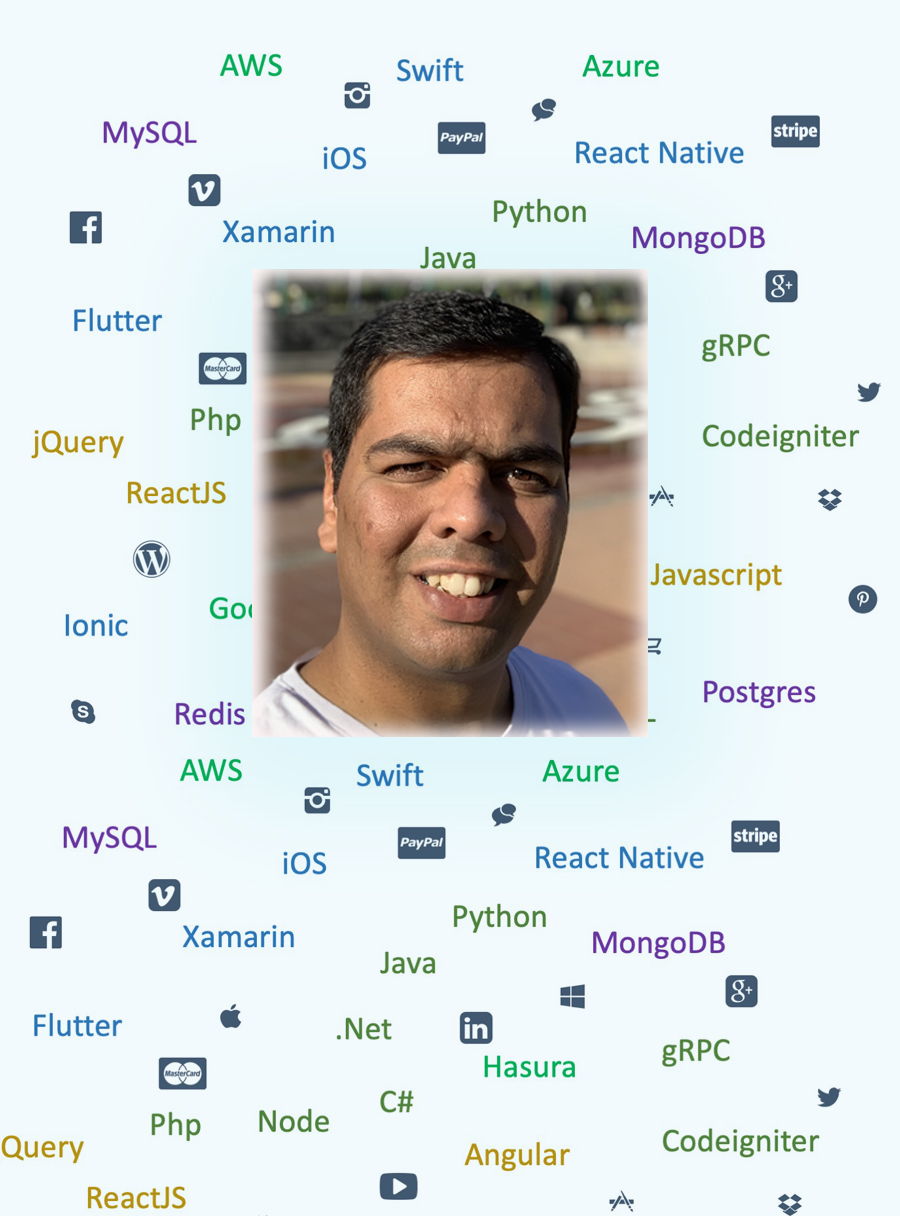 AWS
Swift
Azure
MySQL
PayPal
stripe
iOS
React Native
Xamarin
Python
MongoDB
Java
g+
Flutter
MasterCard
gRPC
Php
jQuery
Codeigniter
ReactJS
W
Javascript
Ionic
Goo
Redis
Postgres
AWS
Swift
Azure
MySQL
PayPal
stripe
iOS
React Native
Xamarin
Python
MongoDB
Java
g+
Flutter
.Net
in
MasterCard
gRPC
Hasura
C#
Php
Node
Codeigniter
Query
Angular
ReactJS